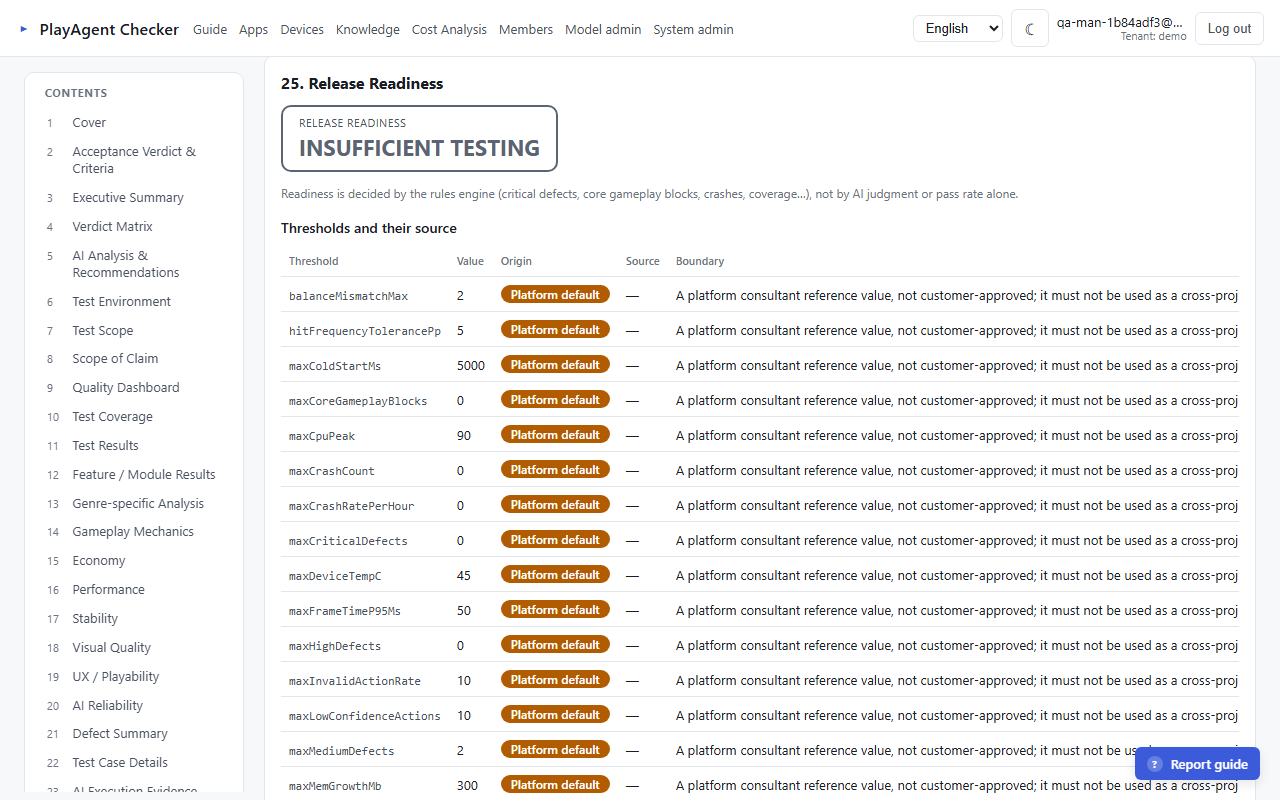 PlayAgent Checker
Guide
Apps
Devices
Knowledge
Cost Analysis
Members
Model admin
System admin
English
qa-man-1b84adf3@...
Tenant: demo
Log out
CONTENTS
1 Cover
2 Acceptance Verdict &
Criteria
3 Executive Summary
4 Verdict Matrix
5 AI Analysis &
Recommendations
6 Test Environment
7 Test Scope
8 Scope of Claim
9 Quality Dashboard
10 Test Coverage
11 Test Results
12 Feature / Module Results
13 Genre-specific Analysis
14 Gameplay Mechanics
15 Economy
16 Performance
17 Stability
18 Visual Quality
19 UX / Playability
20 AI Reliability
21 Defect Summary
22 Test Case Details
23 AI Execution Evidence
25. Release Readiness
RELEASE READINESS
INSUFFICIENT TESTING
Readiness is decided by the rules engine (critical defects, core gameplay blocks, crashes, coverage...), not by AI judgment or pass rate alone.
Thresholds and their source
Threshold Value Origin Source Boundary
balanceMismatchMax 2 Platform default — A platform consultant reference value, not customer-approved; it must not be used as a cross-proj
hitFrequencyTolerancePp 5 Platform default — A platform consultant reference value, not customer-approved; it must not be used as a cross-proj
maxColdStartMs 5000 Platform default — A platform consultant reference value, not customer-approved; it must not be used as a cross-proj
maxCoreGameplayBlocks 0 Platform default — A platform consultant reference value, not customer-approved; it must not be used as a cross-proj
maxCpuPeak 90 Platform default — A platform consultant reference value, not customer-approved; it must not be used as a cross-proj
maxCrashCount 0 Platform default — A platform consultant reference value, not customer-approved; it must not be used as a cross-proj
maxCrashRatePerHour 0 Platform default — A platform consultant reference value, not customer-approved; it must not be used as a cross-proj
maxCriticalDefects 0 Platform default — A platform consultant reference value, not customer-approved; it must not be used as a cross-proj
maxDeviceTempC 45 Platform default — A platform consultant reference value, not customer-approved; it must not be used as a cross-proj
maxFrameTimeP95Ms 50 Platform default — A platform consultant reference value, not customer-approved; it must not be used as a cross-proj
maxHighDefects 0 Platform default — A platform consultant reference value, not customer-approved; it must not be used as a cross-proj
maxInvalidActionRate 10 Platform default — A platform consultant reference value, not customer-approved; it must not be used as a cross-proj
maxLowConfidenceActions 10 Platform default — A platform consultant reference value, not customer-approved; it must not be used as a cross-proj
maxMediumDefects 2 Platform default — A platform consultant reference value, not customer-approved; it must not be
maxMemGrowthMb 300 Platform default — A platform consultant reference value, not customer-approved; it must not be used as a cross-proj
? Report guide